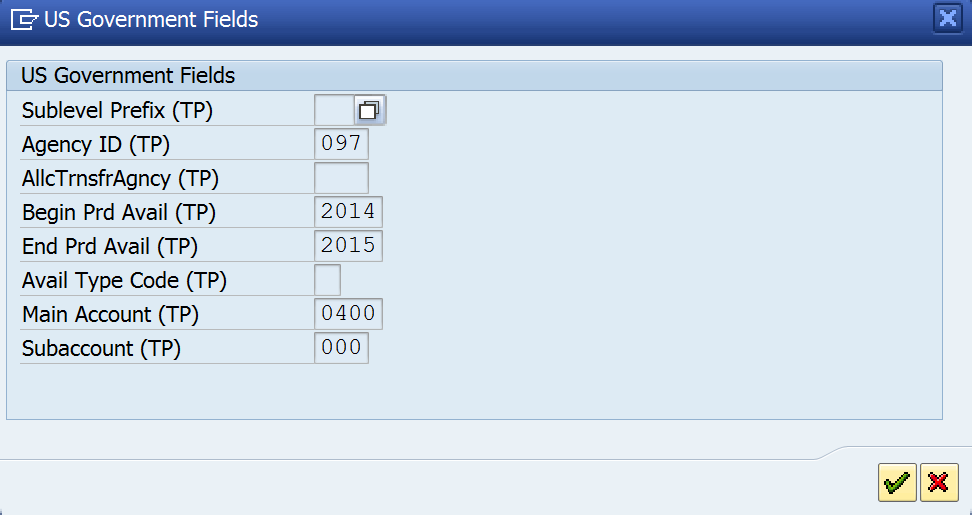 US Government Fields
US Government Fields
Sublevel Prefix (TP)
Agency ID (TP) 097
AllcTrnsfrAgncy (TP)
Begin Prd Avail (TP) 2014
End Prd Avail (TP) 2015
Avail Type Code (TP)
Main Account (TP) 0400
Subaccount (TP) 000